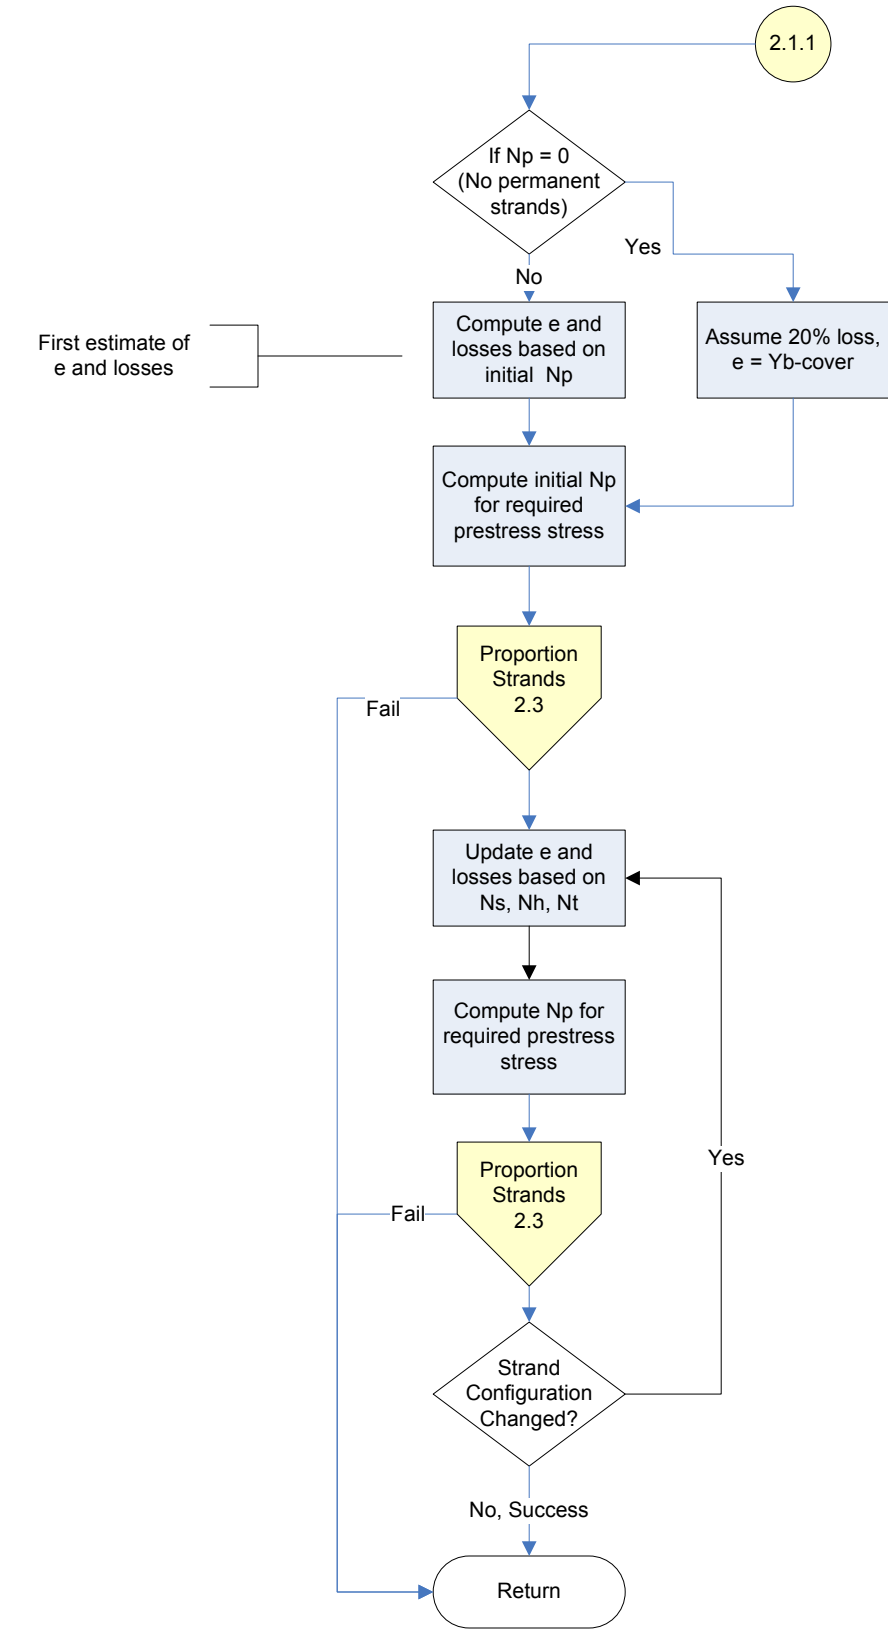 2.1.1
If Np = 0
(No permanent
strands)
Yes
No
First estimate of
e and losses
Compute e and
losses based on
initial  Np
Assume 20% loss,
e = Yb-cover
Compute initial Np
for required
prestress stress
Proportion
Strands
2.3
Fail
Update e and
losses based on
Ns, Nh, Nt
Compute Np for
required prestress
stress
Yes
Proportion
Strands
2.3
Fail
Strand
Configuration
Changed?
No, Success
Return